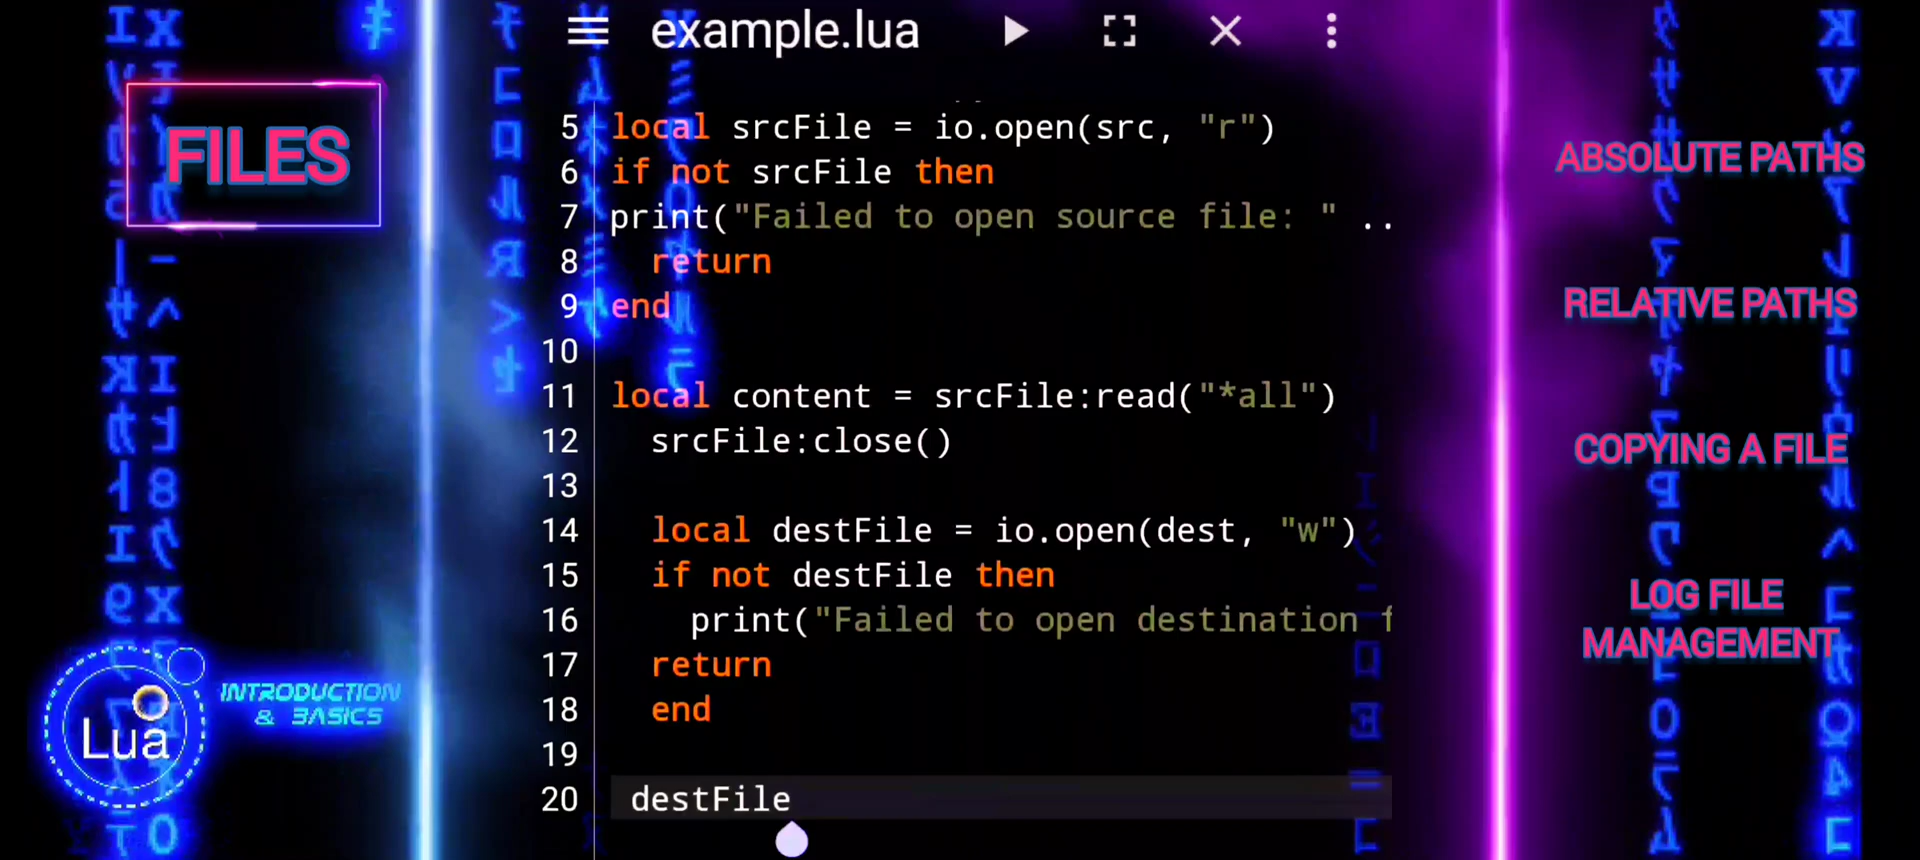 FILES
Lua
INTRODUCTION
& BASICS
example.lua
5 local srcFile = io.open(src, "r")
6 if not srcFile then
7 print("Failed to open source file: " ..
8 return
9 end
10
11 local content = srcFile:read("*all")
12 srcFile:close()
13
14 local destFile = io.open(dest, "w")
15 if not destFile then
16 print("Failed to open destination f
17 return
18 end
19
20 destFile
ABSOLUTE PATHS
RELATIVE PATHS
COPYING A FILE
LOG FILE
MANAGEMENT